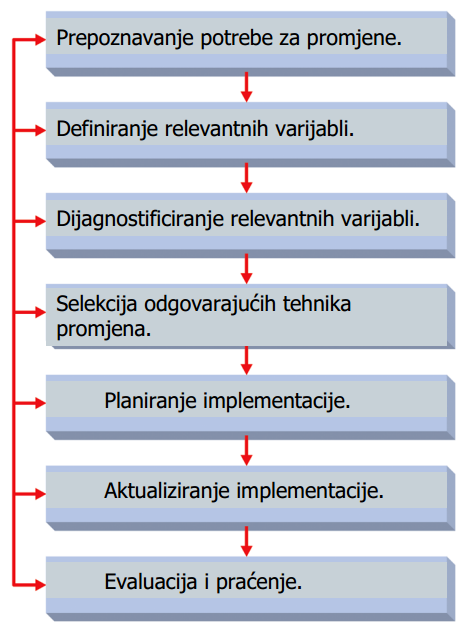 Prepoznavanje potrebe za promjene.
Definiranje relevantnih varijabli.
Dijagnostificiranje relevantnih varijabli.
Selekcija odgovarajućih tehnika
promjena.
Planiranje implementacije.
Aktualiziranje implementacije.
Evaluacija i praćenje.